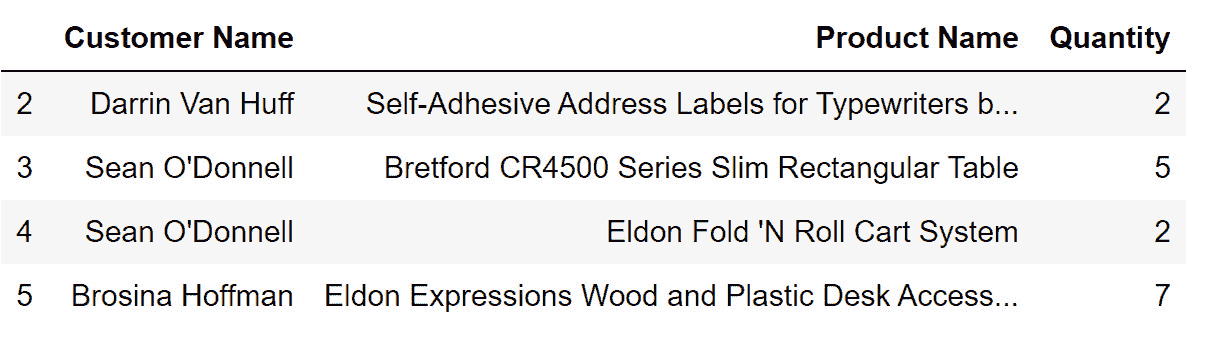 Customer Name Product Name Quantity
2 Darrin Van Huff Self-Adhesive Address Labels for Typewriters b... 2
3 Sean O'Donnell Bretford CR4500 Series Slim Rectangular Table 5
4 Sean O'Donnell Eldon Fold 'N Roll Cart System 2
5 Brosina Hoffman Eldon Expressions Wood and Plastic Desk Access... 7